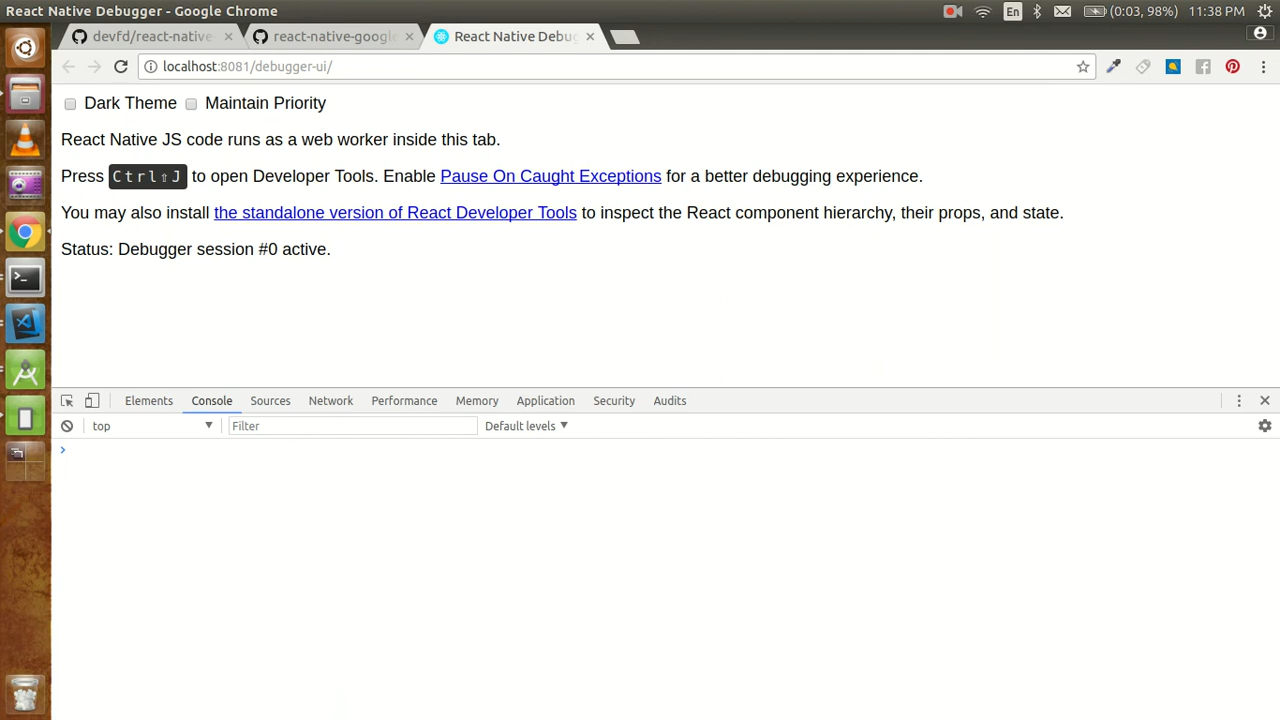 React Native Debugger - Google Chrome
En
(0:03, 98%)
11:38 PM
devfd/react-native
react-native-google
React Native Debug
localhost:8081/debugger-ui/
Dark Theme
Maintain Priority
React Native JS code runs as a web worker inside this tab.
Press Ctrl⇧J to open Developer Tools. Enable Pause On Caught Exceptions for a better debugging experience.
You may also install the standalone version of React Developer Tools to inspect the React component hierarchy, their props, and state.
Status: Debugger session #0 active.
Elements Console Sources Network Performance Memory Application Security Audits
top
Filter
Default levels